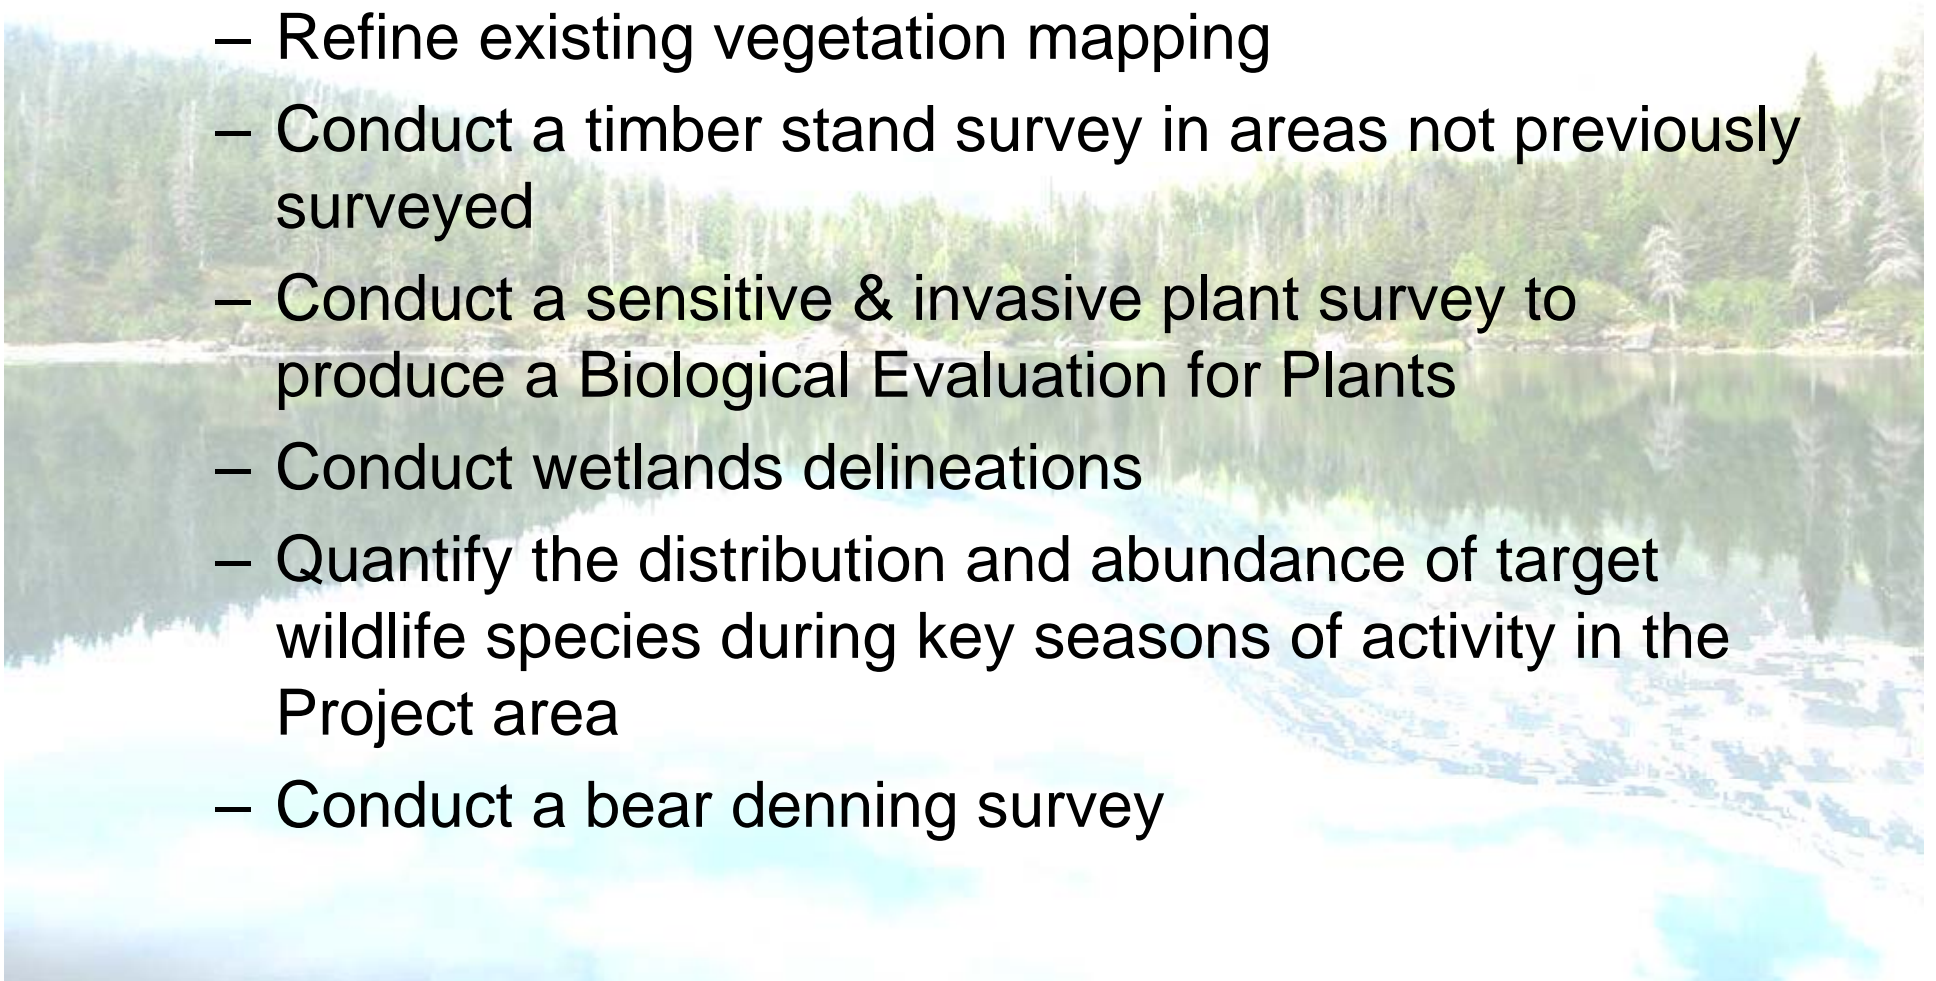 – Refine existing vegetation mapping
– Conduct a timber stand survey in areas not previously
surveyed
– Conduct a sensitive & invasive plant survey to
produce a Biological Evaluation for Plants
– Conduct wetlands delineations
– Quantify the distribution and abundance of target
wildlife species during key seasons of activity in the
Project area
– Conduct a bear denning survey